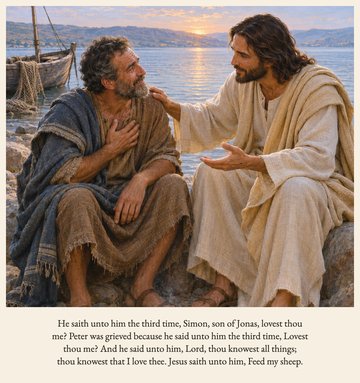 He saith unto him the third time, Simon, son of Jonas, lovest thou
me? Peter was grieved because he said unto him the third time, Lovest
thou me? And he said unto him, Lord, thou knowest all things;
thou knowest that I love thee. Jesus saith unto him, Feed my sheep.